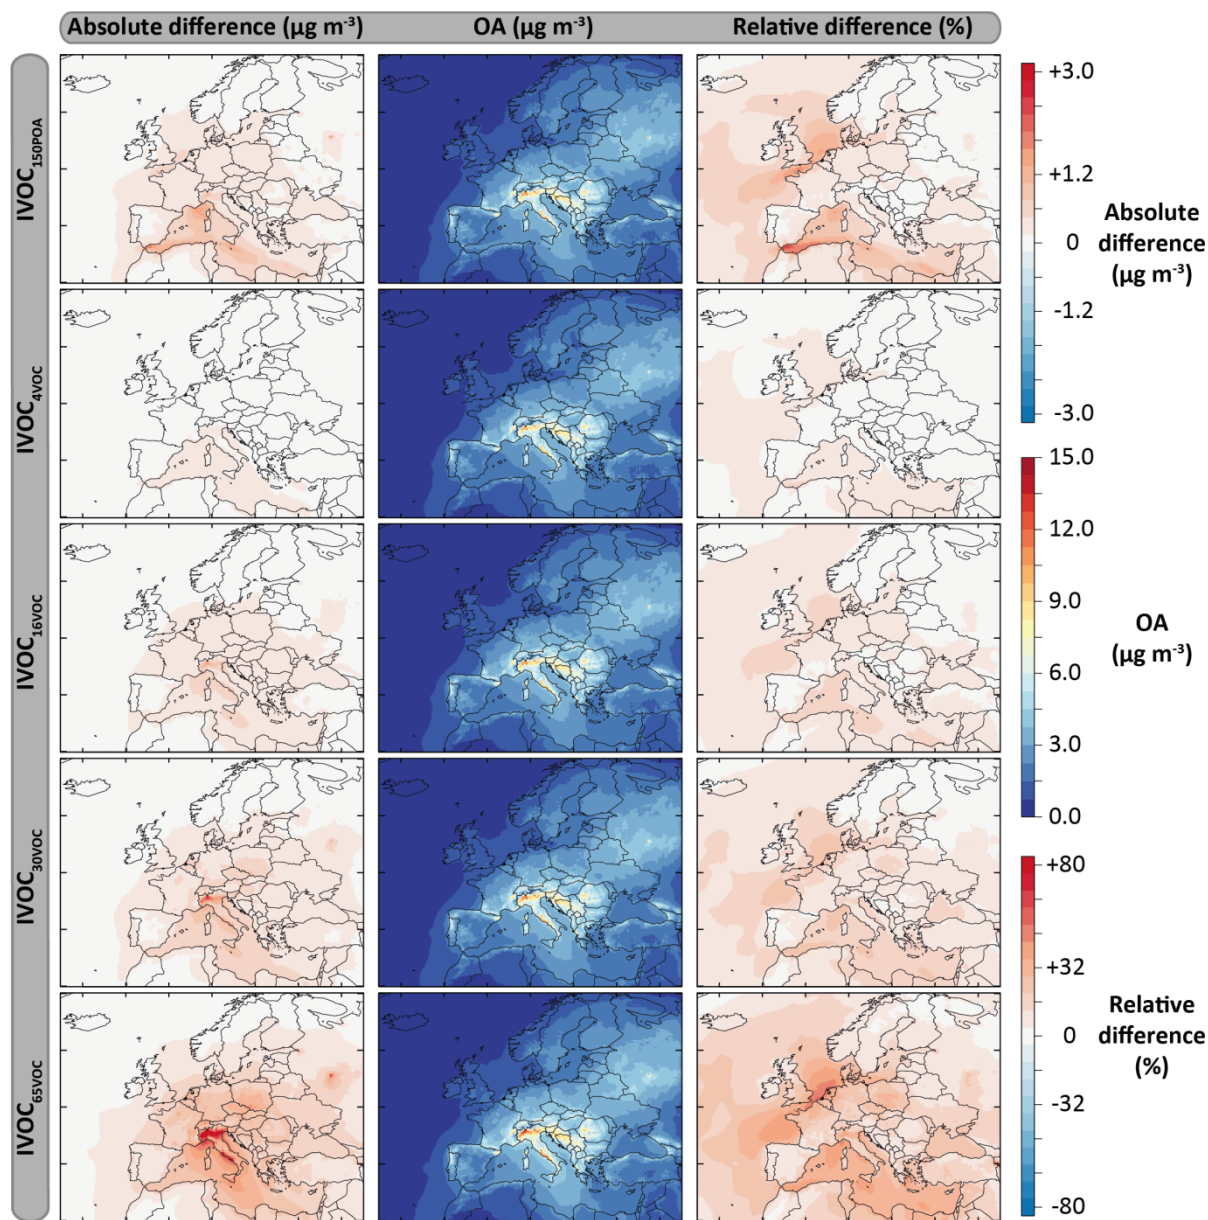 Absolute difference (µg m⁻³) OA (µg m⁻³) Relative difference (%)
IVOC150POA
IVOC4VOC
IVOC16VOC
IVOC30VOC
IVOC65VOC
+3.0
+1.2
0
-1.2
-3.0
Absolute
difference
(µg m⁻³)
15.0
12.0
9.0
6.0
3.0
0.0
OA
(µg m⁻³)
+80
+32
0
-32
-80
Relative
difference
(%)